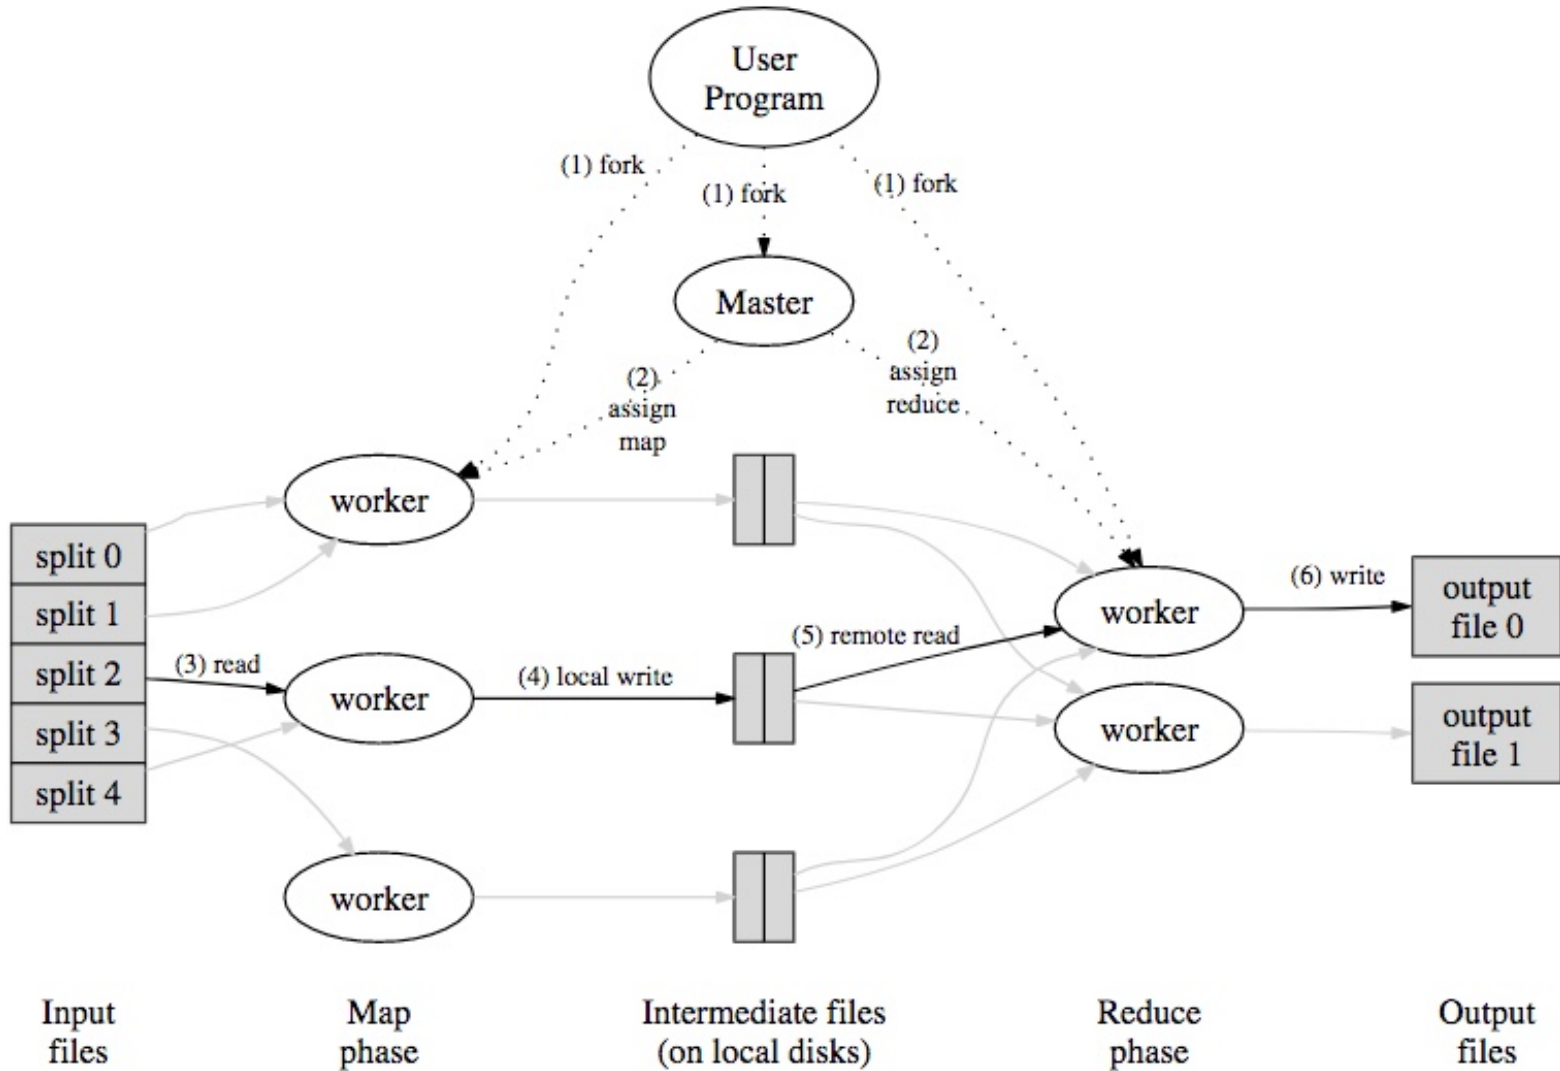 User
Program
(1) fork
(1) fork
(1) fork
Master
(2)
assign
map
(2)
assign
reduce
worker
split 0
split 1
split 2
split 3
split 4
(3) read
worker
(4) local write
(5) remote read
worker
(6) write
output
file 0
worker
output
file 1
worker
Input
files
Map
phase
Intermediate files
(on local disks)
Reduce
phase
Output
files